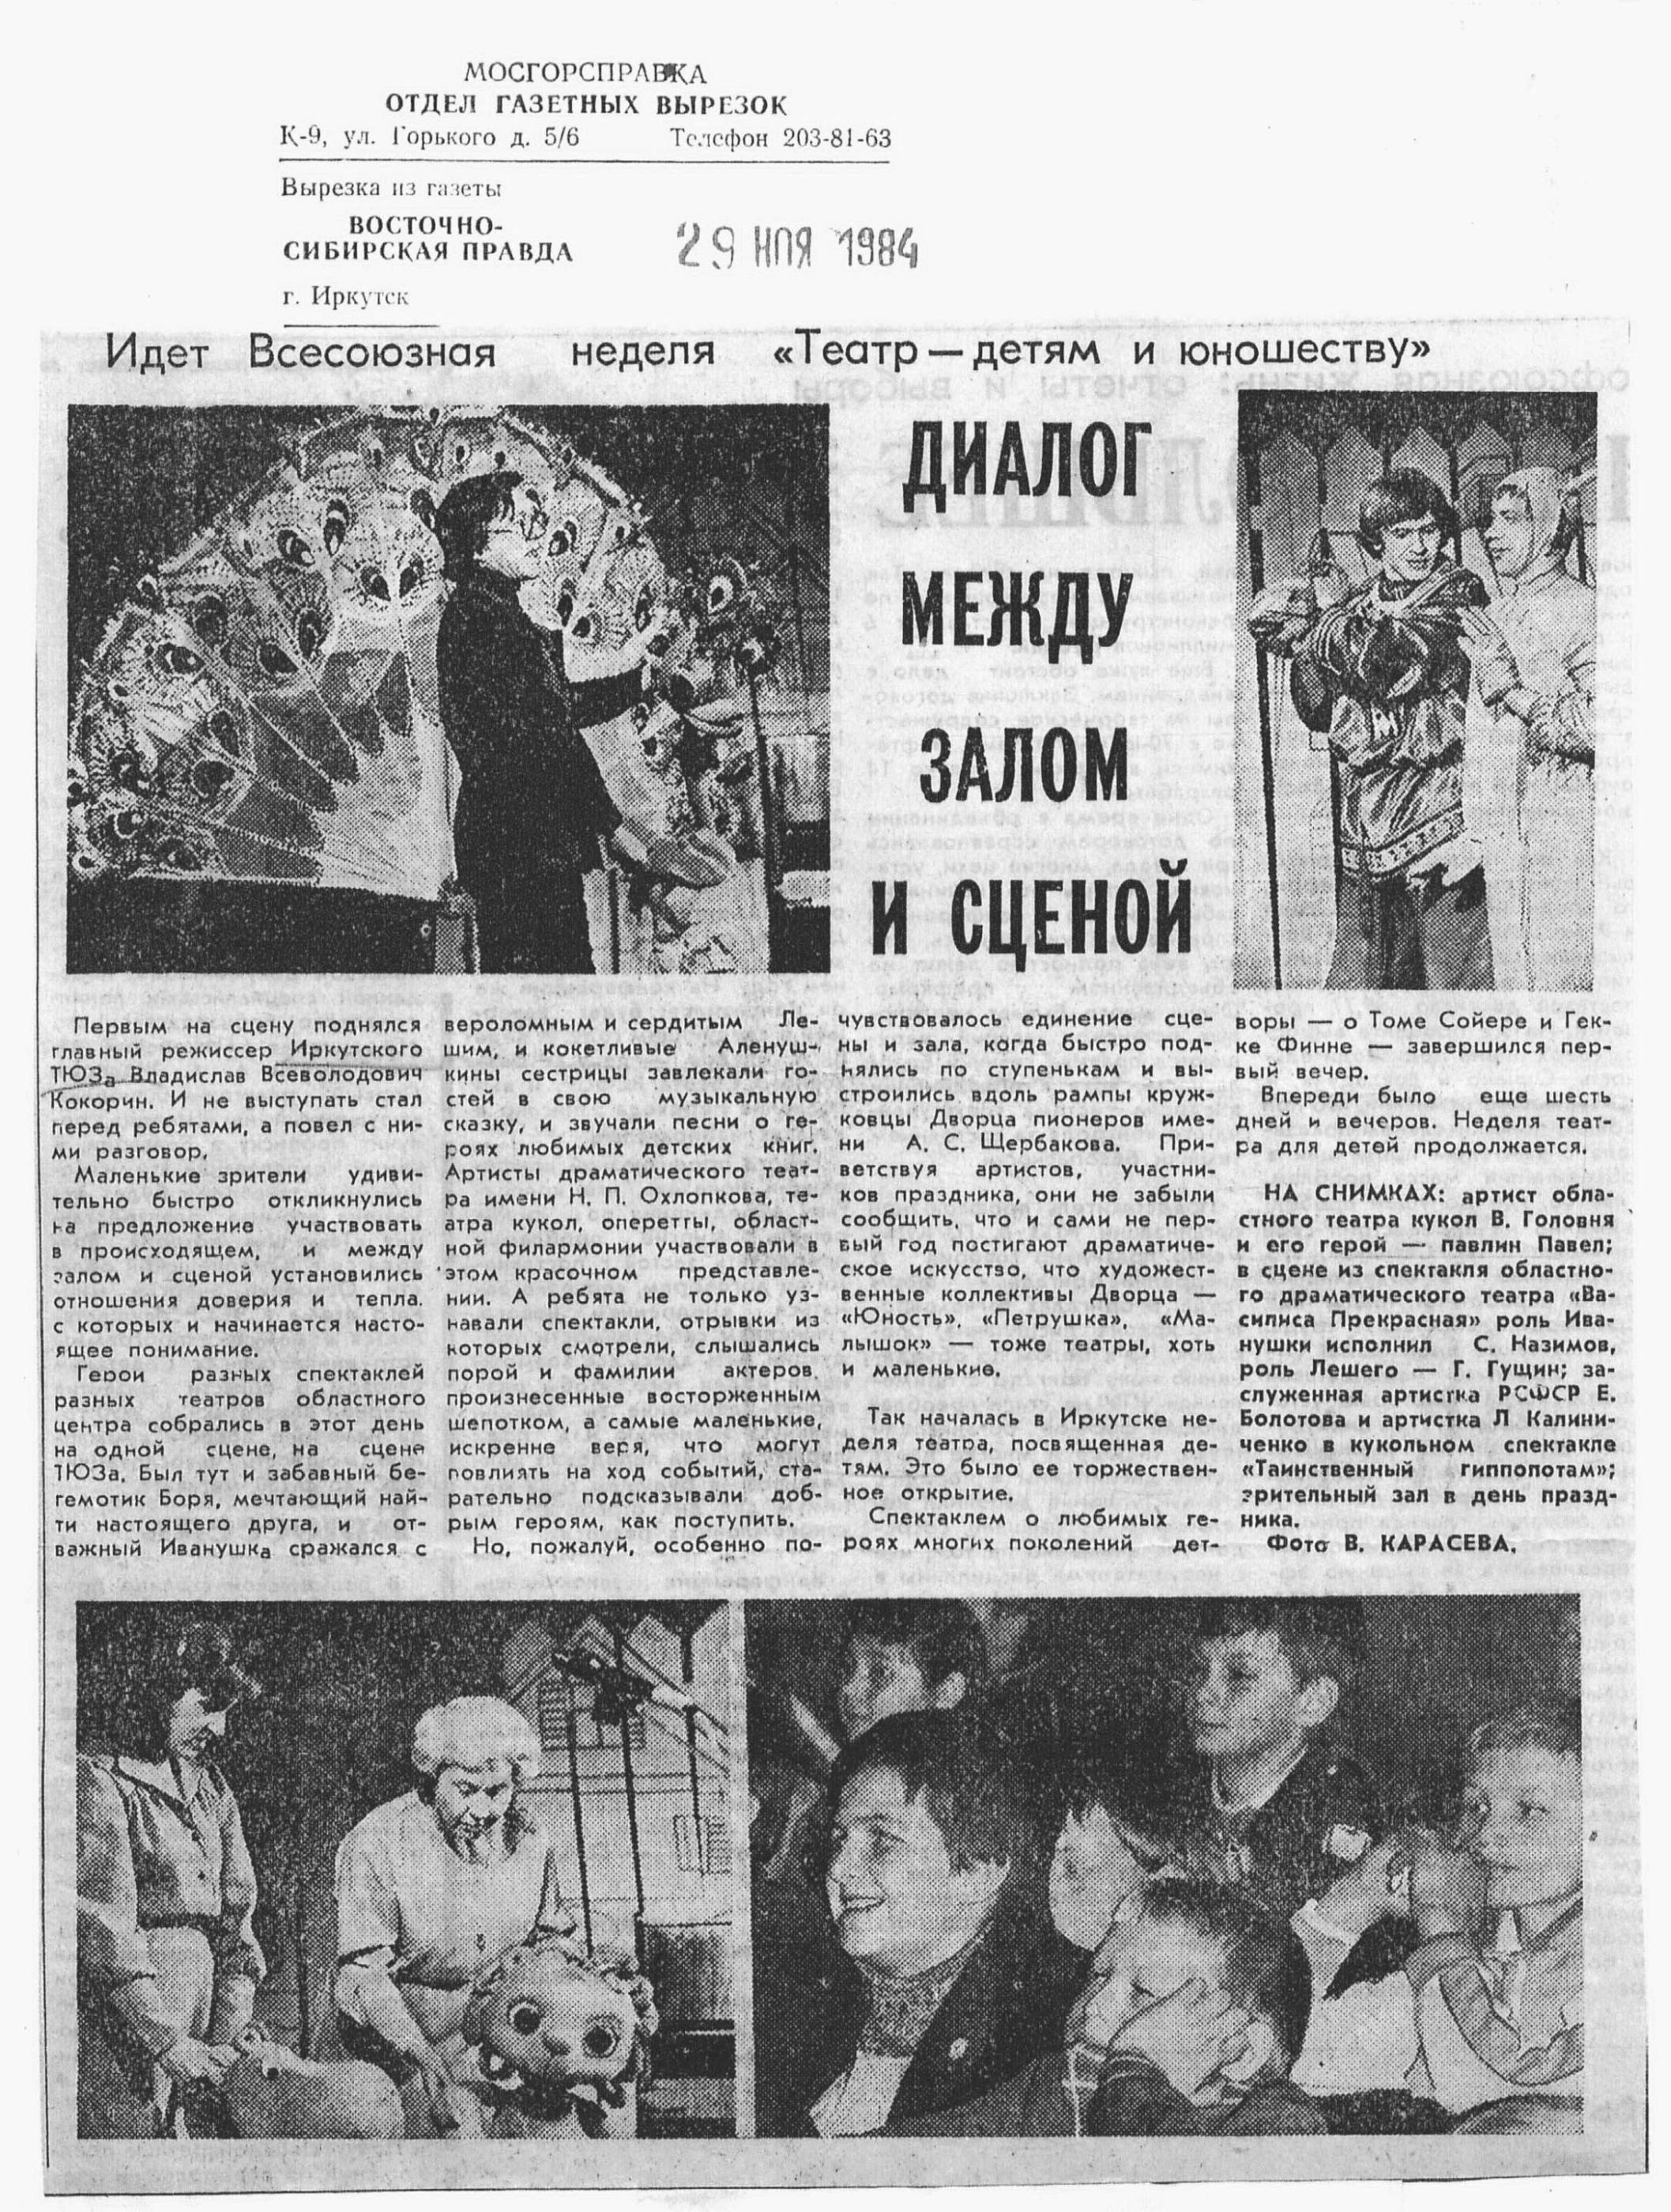 МОСГОРСПРАВКА
ОТДЕЛ ГАЗЕТНЫХ ВЫРЕЗОК
К-9, ул. Горького д. 5/6 Телефон 203-81-63
Вырезка из газеты
ВОСТОЧНО-
СИБИРСКАЯ ПРАВДА
29 НОЯ 1984
г. Иркутск
Идет Всесоюзная неделя «Театр — детям и юношеству»
ДИАЛОГ
МЕЖДУ
ЗАЛОМ
И СЦЕНОЙ
Первым на сцену поднялся
главный режиссер Иркутского
ТЮЗа Владислав Всеволодович
Кокорин. И не выступать стал
перед ребятами, а повел с ни-
ми разговор.
Маленькие зрители удиви-
тельно быстро откликнулись
на предложение участвовать
в происходящем, и между
залом и сценой установились
отношения доверия и тепла,
с которых и начинается насто-
ящее понимание.
Герои разных спектаклей
разных театров областного
центра собрались в этот день
на одной сцене, на сцене
ТЮЗа. Был тут и забавный бе-
гемотик Боря, мечтающий най-
ти настоящего друга, и от-
важный Иванушка сражался с
вероломным и сердитым Ле-
шим, и кокетливые Аленуш-
кины сестрицы завлекали го-
стей в свою музыкальную
сказку, и звучали песни о ге-
роях любимых детских книг.
Артисты драматического теат-
ра имени Н. П. Охлопкова, те-
атра кукол, оперетты, област-
ной филармонии участвовали в
этом красочном представле-
нии. А ребята не только уз-
навали спектакли, отрывки из
которых смотрели, слышались
порой и фамилии актеров,
произнесенные восторженным
шепотком, а самые маленькие,
искренне веря, что могут
повлиять на ход событий, ста-
рательно подсказывали доб-
рым героям, как поступить.
Но, пожалуй, особенно по-
чувствовалось единение сце-
ны и зала, когда быстро под-
нялись по ступенькам и вы-
строились вдоль рампы круж-
ковцы Дворца пионеров име-
ни А. С. Щербакова. При-
ветствуя артистов, участни-
ков праздника, они не забыли
сообщить, что и сами не пер-
вый год постигают драматиче-
ское искусство, что художест-
венные коллективы Дворца —
«Юность», «Петрушка», «Ма-
лышок» — тоже театры, хоть
и маленькие.
Так началась в Иркутске не-
деля театра, посвященная де-
тям. Это было ее торжествен-
ное открытие.
Спектаклем о любимых ге-
роях многих поколений дет-
воры — о Томе Сойере и Гек-
ке Финне — завершился пер-
вый вечер.
Впереди было еще шесть
дней и вечеров. Неделя теат-
ра для детей продолжается.
НА СНИМКАХ: артист обла-
стного театра кукол В. Головня
и его герой — павлин Павел;
в сцене из спектакля областно-
го драматического театра «Ва-
силиса Прекрасная» роль Ива-
нушки исполнил С. Назимов,
роль Лешего — Г. Гущин; за-
служенная артистка РСФСР Е.
Болотова и артистка Л Калини-
ченко в кукольном спектакле
«Таинственный гиппопотам»;
зрительный зал в день празд-
ника.
Фото В. КАРАСЕВА.